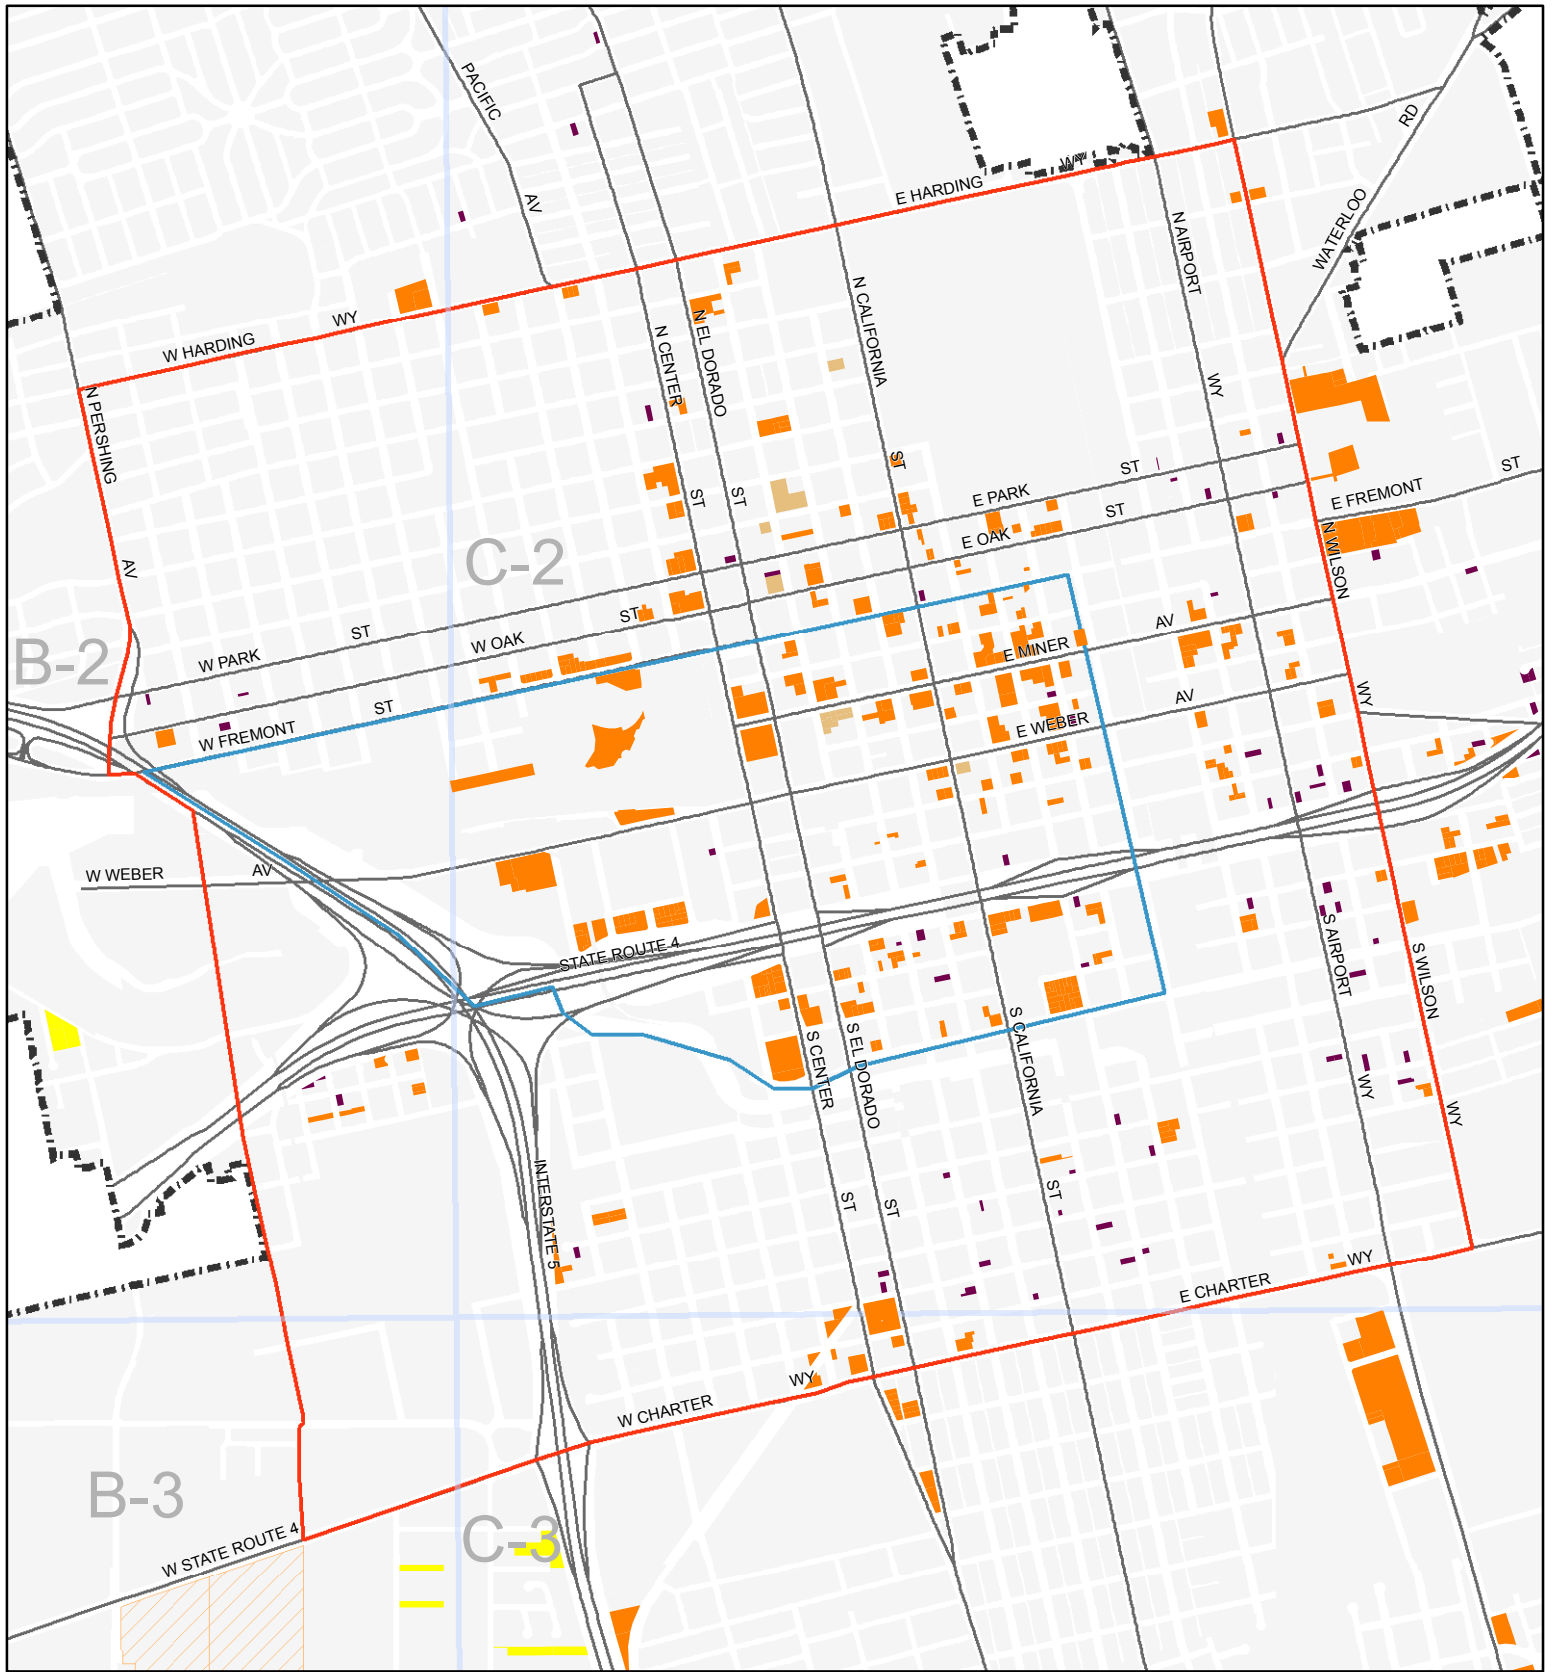 PACIFIC
AV
RD
WY
E HARDING
WATERLOO
N AIRPORT
N CALIFORNIA
WY
W HARDING
N EL DORADO
N CENTER
N PERSHING
WY
ST
ST
ST
ST
ST
E FREMONT
E PARK
ST
E OAK
N WILSON
C-2
AV
ST
ST
AV
B-2
W PARK
W OAK
E MINER
W FREMONT
ST
AV
WY
E WEBER
W WEBER
AV
STATE ROUTE 4
S AIRPORT
S WILSON
S CENTER
S EL DORADO
S CALIFORNIA
WY
WY
INTERSTATE 5
ST
ST
ST
WY
E CHARTER
WY
W CHARTER
B-3
C-3
W STATE ROUTE 4